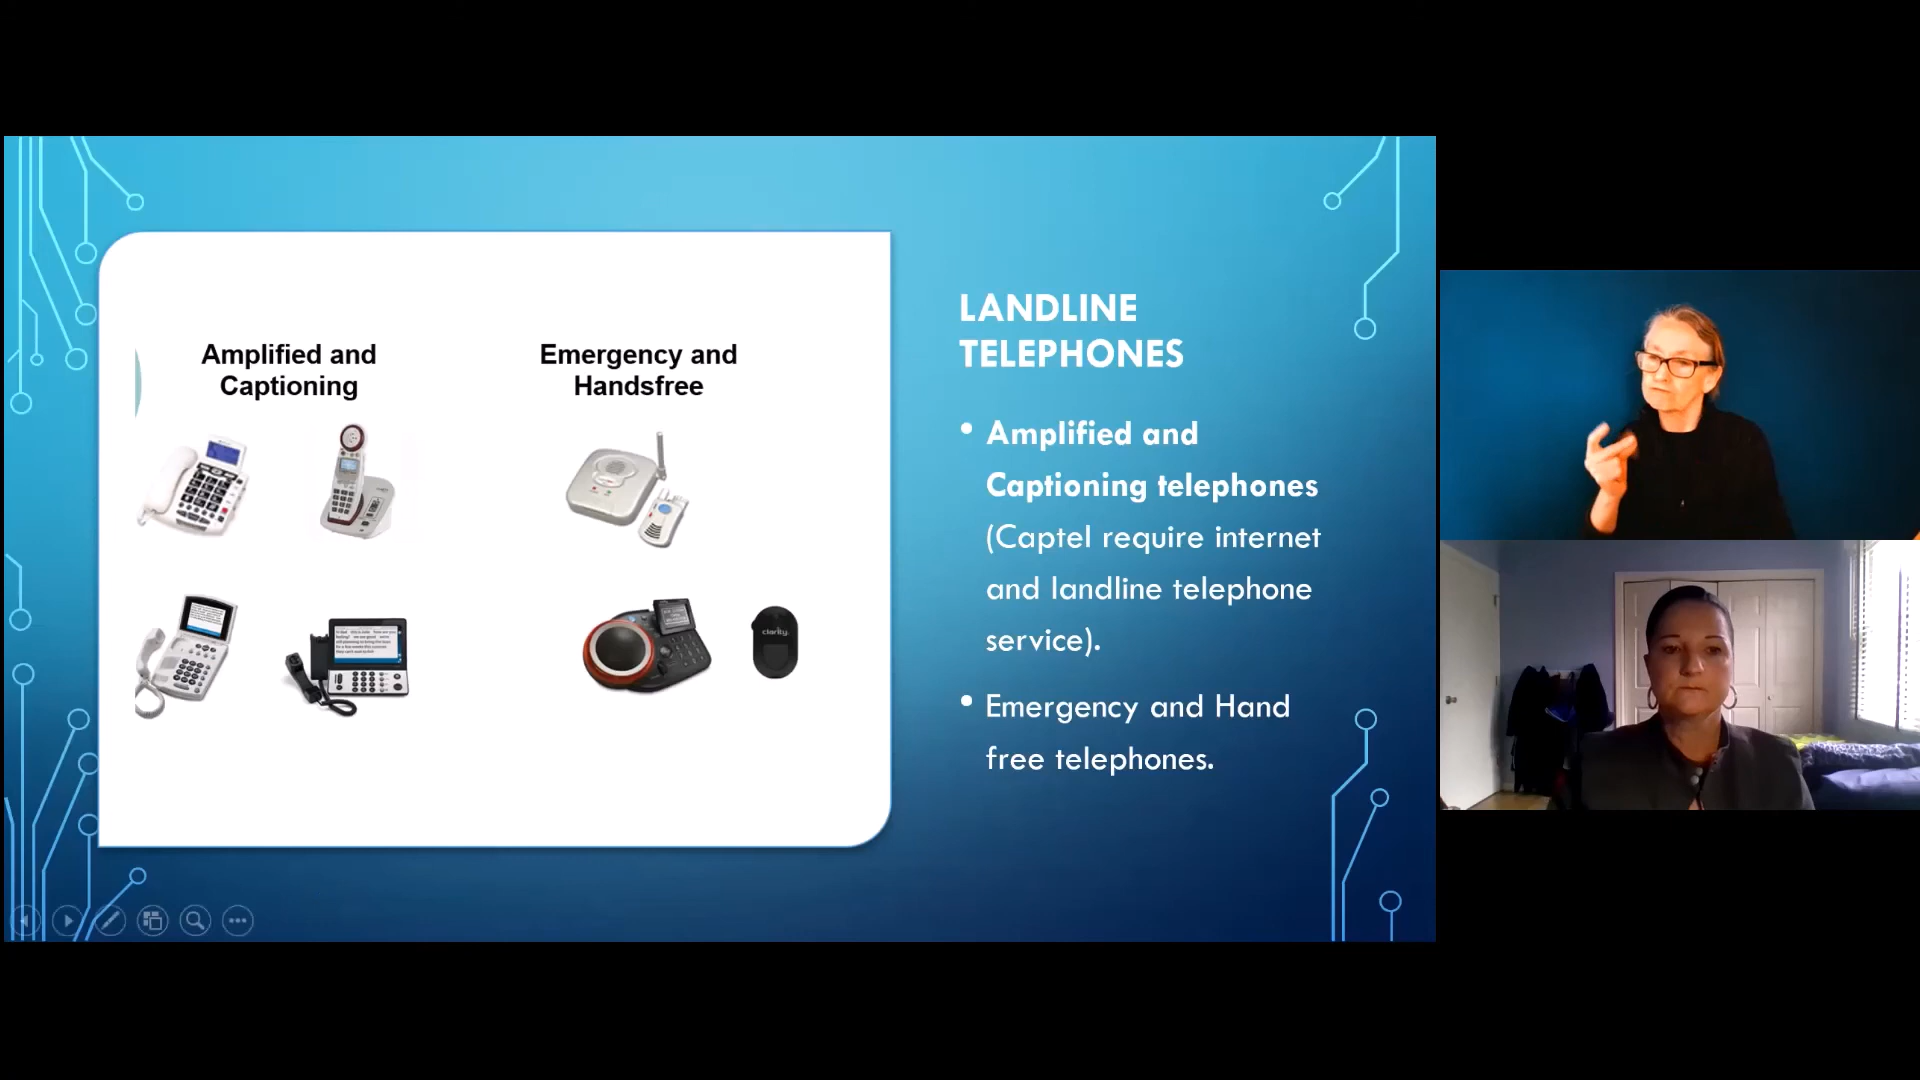 Amplified and
Captioning
Emergency and
Handsfree
clarity
LANDLINE
TELEPHONES
• Amplified and
Captioning telephones
(Captel require internet
and landline telephone
service).
• Emergency and Hand
free telephones.